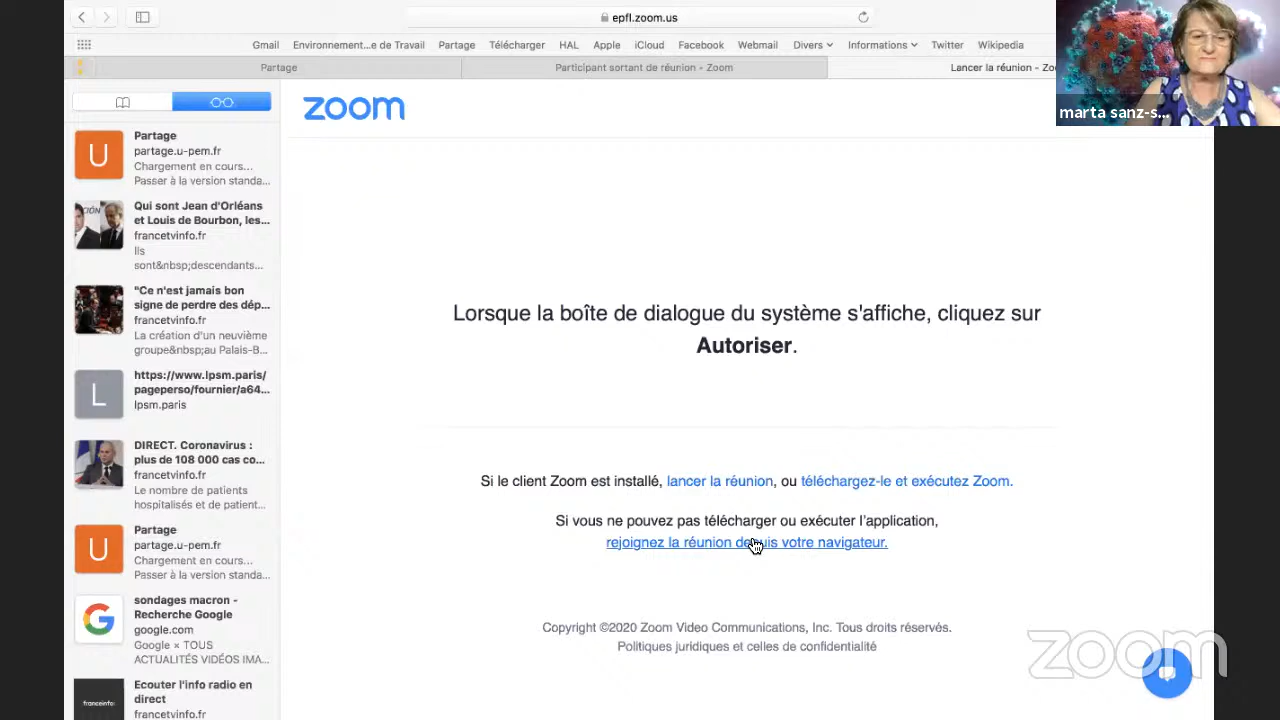 epfl.zoom.us
Gmail Environnement...e de Travail Partage Télécharger HAL Apple iCloud Facebook Webmail Divers Informations Twitter Wikipedia
Partage Participant sortant de réunion - Zoom Lancer la réunion - Zoo
marta sanz-s...
zoom
Partage
partage.u-pem.fr
Chargement en cours...
Passer à la version standa...
Qui sont Jean d'Orléans
et Louis de Bourbon, les...
francetvinfo.fr
Ils
sont&nbsp;descendants...
"Ce n'est jamais bon
signe de perdre des dép...
francetvinfo.fr
La création d'un neuvième
groupe&nbsp;au Palais-B...
L
https://www.lpsm.paris/
pageperso/fournier/a64...
lpsm.paris
DIRECT. Coronavirus :
plus de 108 000 cas co...
francetvinfo.fr
Le nombre de patients
hospitalisés et de patient...
U
Partage
partage.u-pem.fr
Chargement en cours...
Passer à la version standa...
sondages macron -
Recherche Google
google.com
Google × TOUS
ACTUALITÉS VIDÉOS IMA...
Ecouter l'info radio en
direct
francetvinfo.fr
franceinfo:
U
CIÓN
Lorsque la boîte de dialogue du système s'affiche, cliquez sur
Autoriser.
Si le client Zoom est installé, lancer la réunion, ou téléchargez-le et exécutez Zoom.
Si vous ne pouvez pas télécharger ou exécuter l'application,
rejoignez la réunion depuis votre navigateur.
Copyright ©2020 Zoom Video Communications, Inc. Tous droits réservés.
Politiques juridiques et celles de confidentialité
zoom